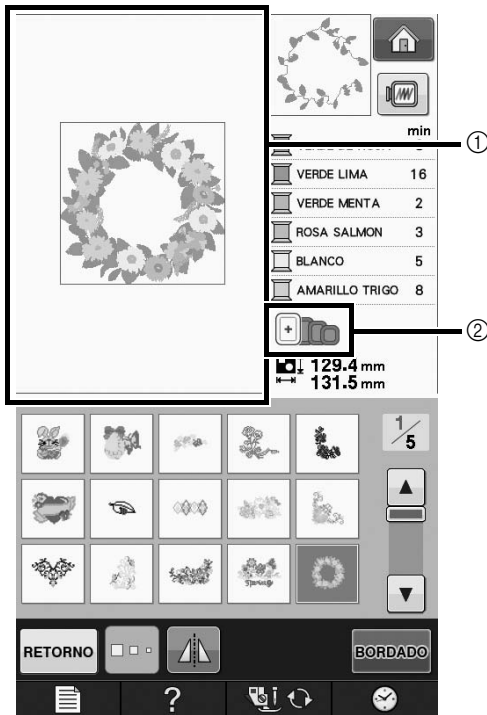 min
①
VERDE LIMA 16
VERDE MENTA 2
ROSA SALMON 3
BLANCO 5
AMARILLO TRIGO 8
②
129.4 mm
131.5 mm
1/5
RETORNO
BORDADO
?